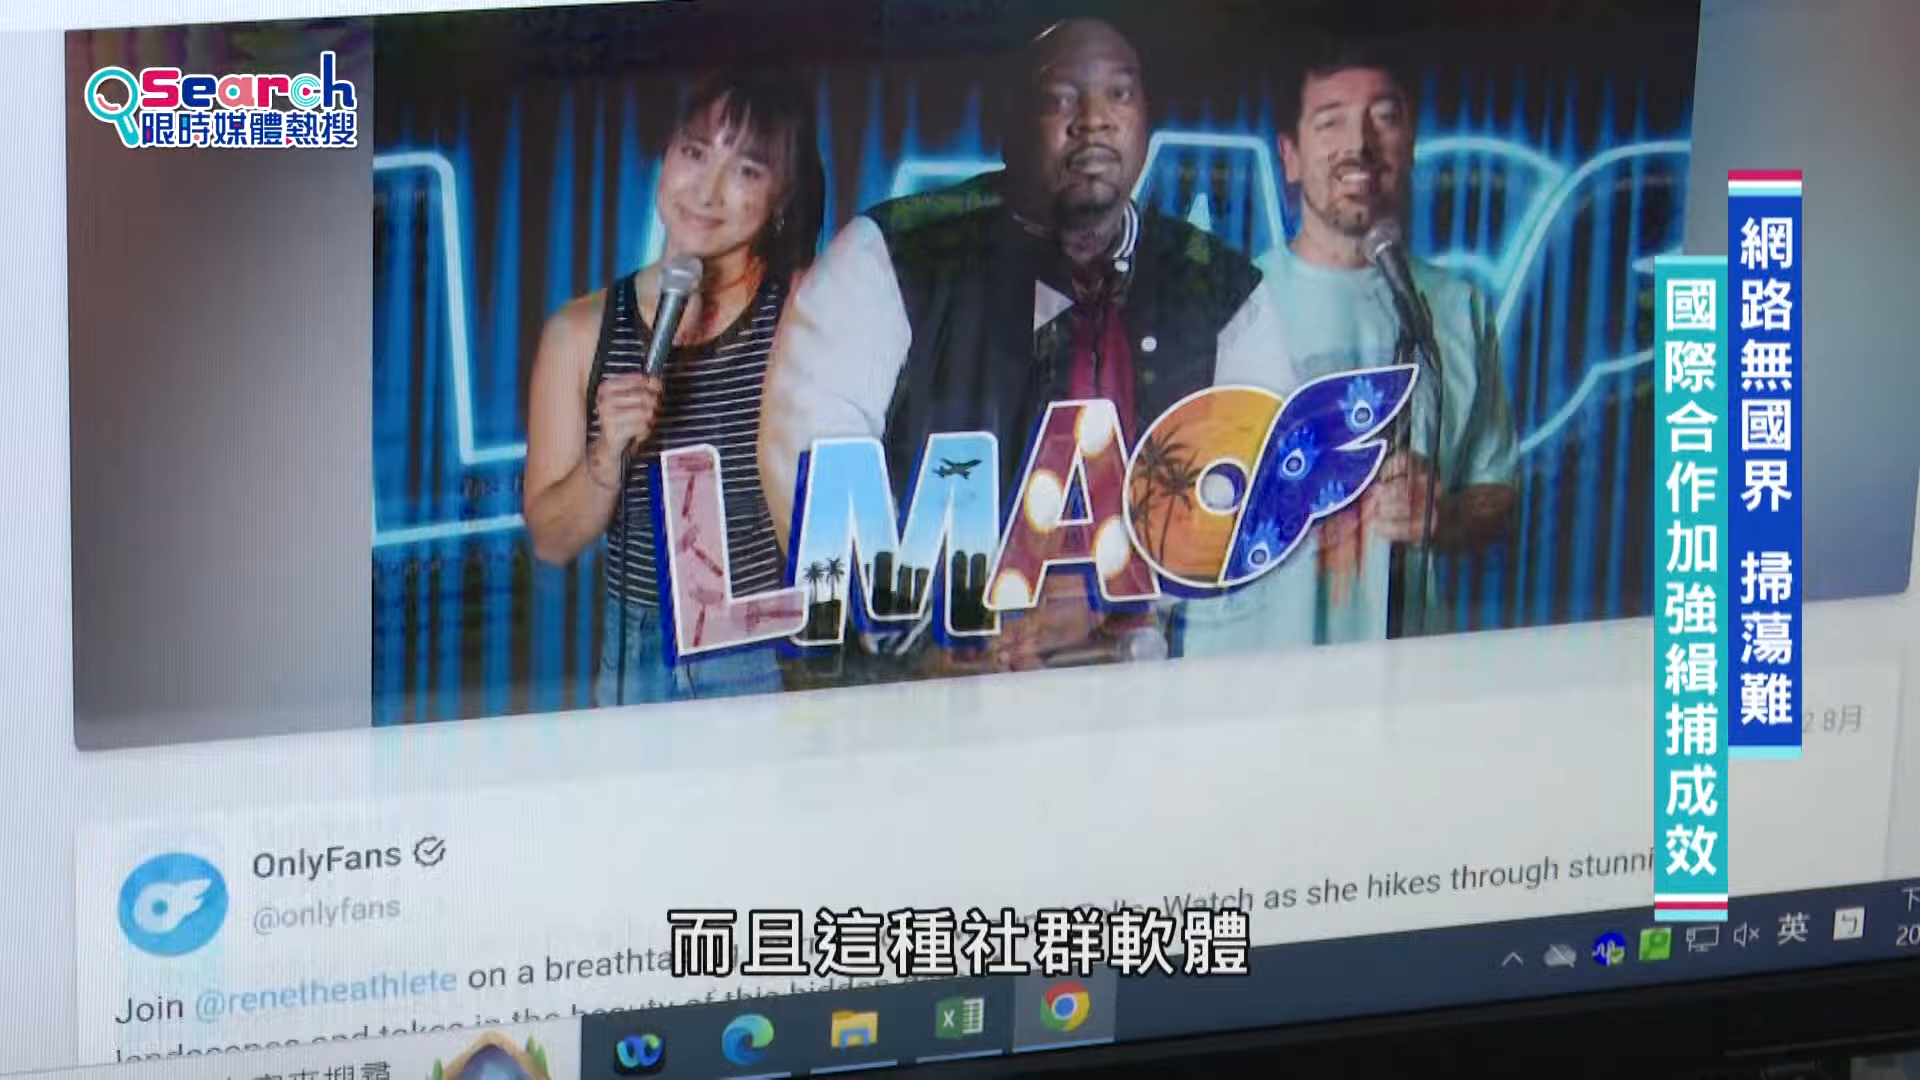 Search
限時媒體熱搜
網路無國界 掃蕩難
國際合作加強緝捕成效
LMAOF
8月
OnlyFans
@onlyfans
Watch as she hikes through stunni
Join @renetheathlete on a breathta
而且這種社群軟體
英